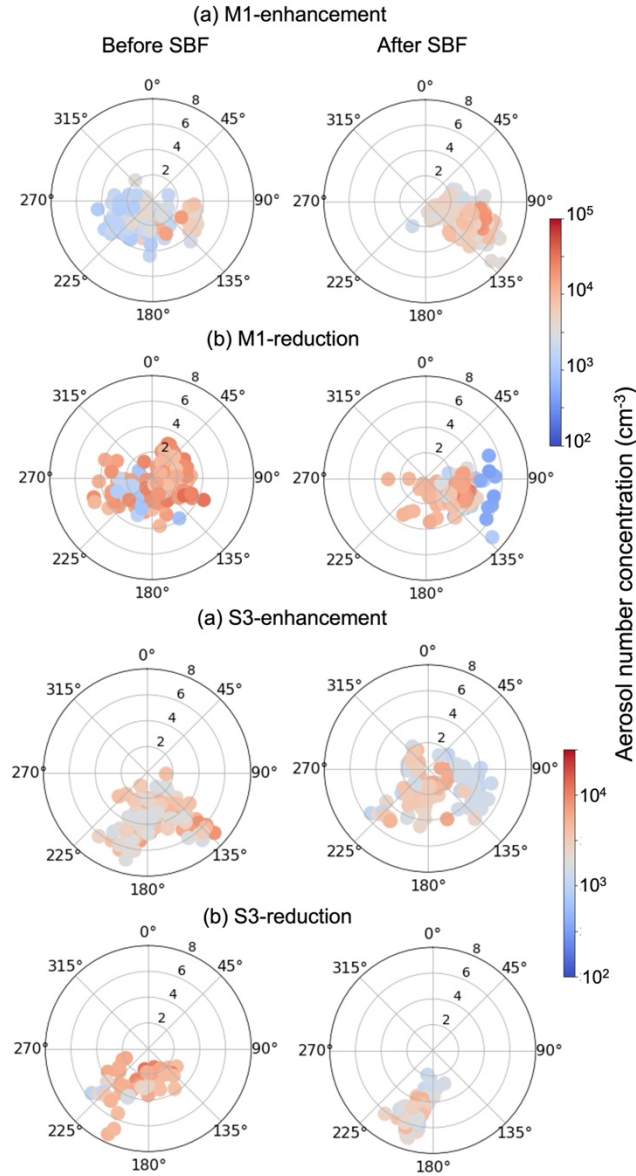 (a) M1-enhancement
Before SBF After SBF
0° 0°
315° 8 45° 315° 8 45°
6 6
4 4
2 2
270° 90° 270° 90°
225° 135° 225° 135°
180° 180°
10⁵
10⁴
10³
10²
(b) M1-reduction
0° 0°
315° 8 45° 315° 8 45°
6 6
4 4
2 2
270° 90° 270° 90°
225° 135° 225° 135°
180° 180°
Aerosol number concentration (cm⁻³)
(a) S3-enhancement
0° 0°
315° 8 45° 315° 8 45°
6 6
4 4
2 2
270° 90° 270° 90°
225° 135° 225° 135°
180° 180°
10⁴
10³
10²
(b) S3-reduction
0° 0°
315° 8 45° 315° 8 45°
6 6
4 4
2 2
270° 90° 270° 90°
225° 135° 225° 135°
180° 180°